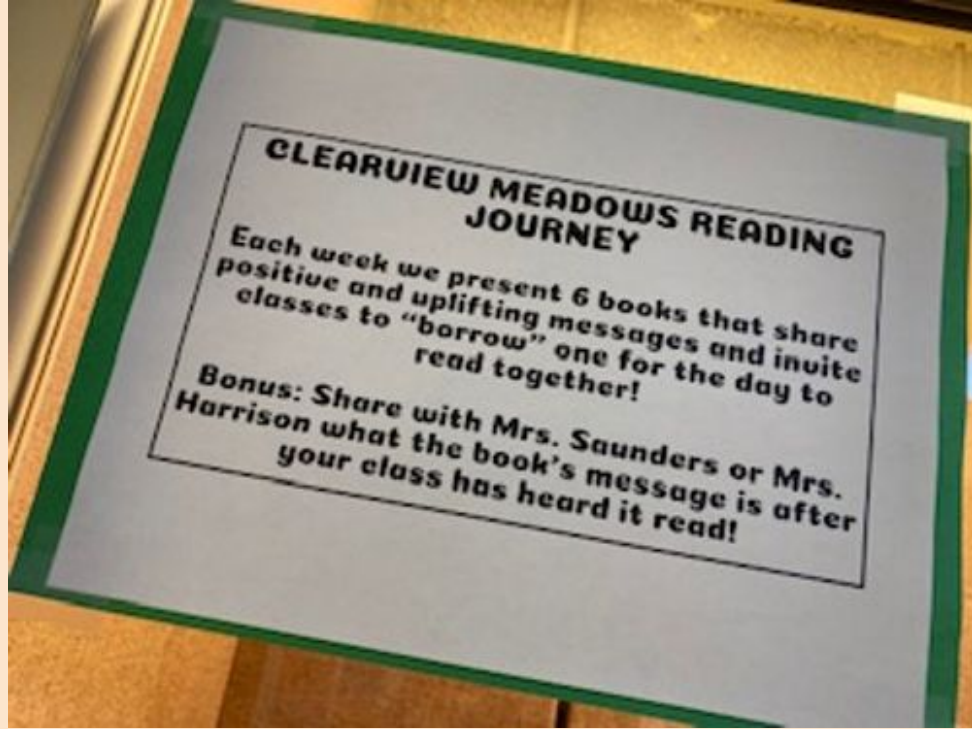 CLEARVIEW MEADOWS READING
JOURNEY
Each week we present 6 books that share
positive and uplifting messages and invite
classes to “borrow” one for the day to
read together!
Bonus: Share with Mrs. Saunders or Mrs.
Harrison what the book’s message is after
your class has heard it read!